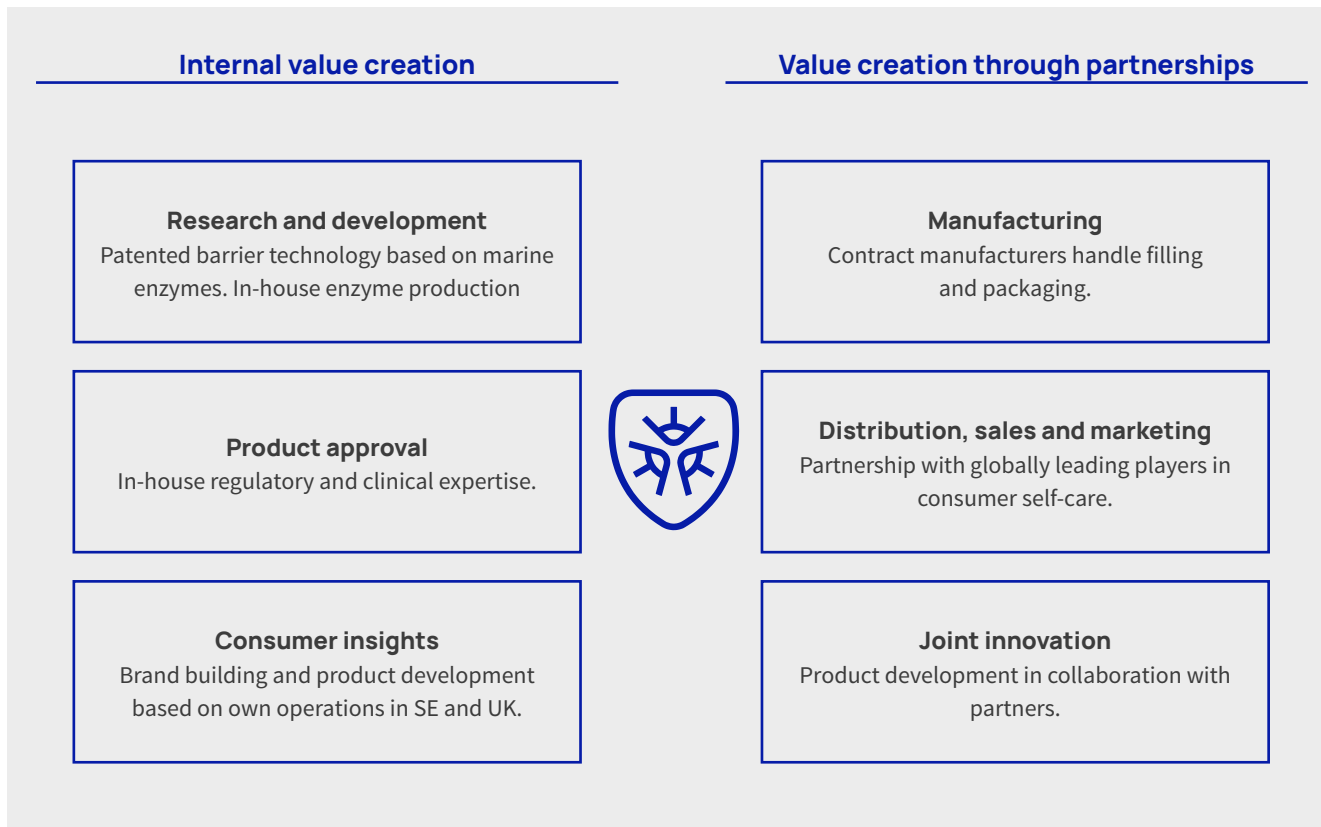 Internal value creation
Research and development
Patented barrier technology based on marine
enzymes. In-house enzyme production
Product approval
In-house regulatory and clinical expertise.
Consumer insights
Brand building and product development
based on own operations in SE and UK.
Value creation through partnerships
Manufacturing
Contract manufacturers handle filling
and packaging.
Distribution, sales and marketing
Partnership with globally leading players in
consumer self-care.
Joint innovation
Product development in collaboration with
partners.